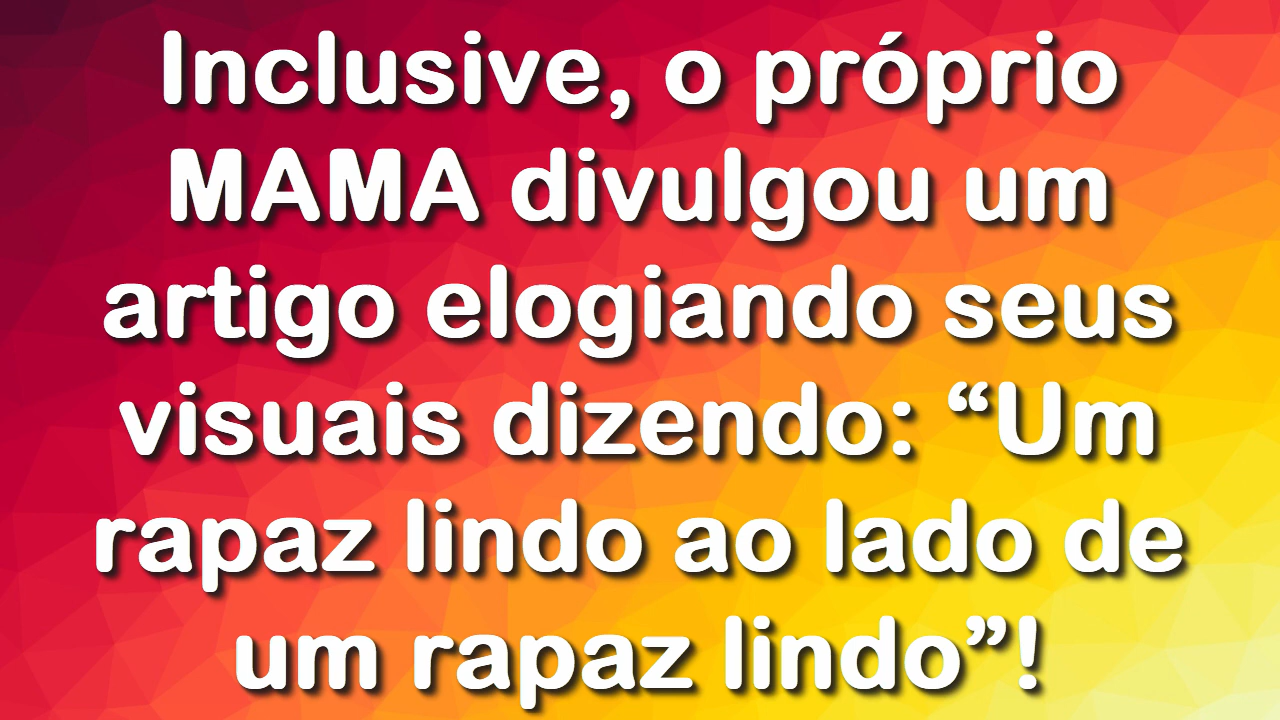 Inclusive, o próprio
MAMA divulgou um
artigo elogiando seus
visuais dizendo: “Um
rapaz lindo ao lado de
um rapaz lindo”!